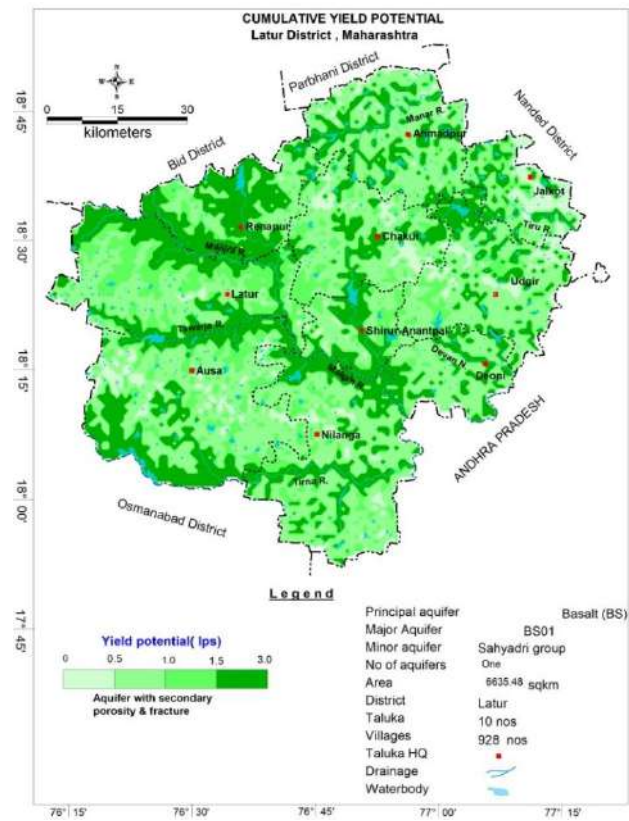 CUMULATIVE YIELD POTENTIAL
Latur District , Maharashtra
Parbhani District
W E
S
0 15 30
kilometers
Bid District
Nanded District
18° 45'
Manar R.
Ahmadpur
Jalkot
Renapur
Tiru R.
18° 30'
Manjra R.
Chakur
Latur
Udgir
Tawarja R.
Shirur-Anantpal
Devan N.
18° 15'
Ausa
Manjra R.
Deoni
Nilanga
ANDHRA PRADESH
Tirna R.
18° 00'
Osmanabad District
Legend
17° 45'
Yield potential( lps)
0 0.5 1.0 1.5 3.0
Aquifer with secondary
porosity & fracture
Principal aquifer Basalt (BS)
Major Aquifer BS01
Minor aquifer Sahyadri group
No of aquifers One
Area 6635.48 sqkm
District Latur
Taluka 10 nos
Villages 928 nos
Taluka HQ
Drainage
Waterbody
76° 15' 76° 30' 76° 45' 77° 00' 77° 15'